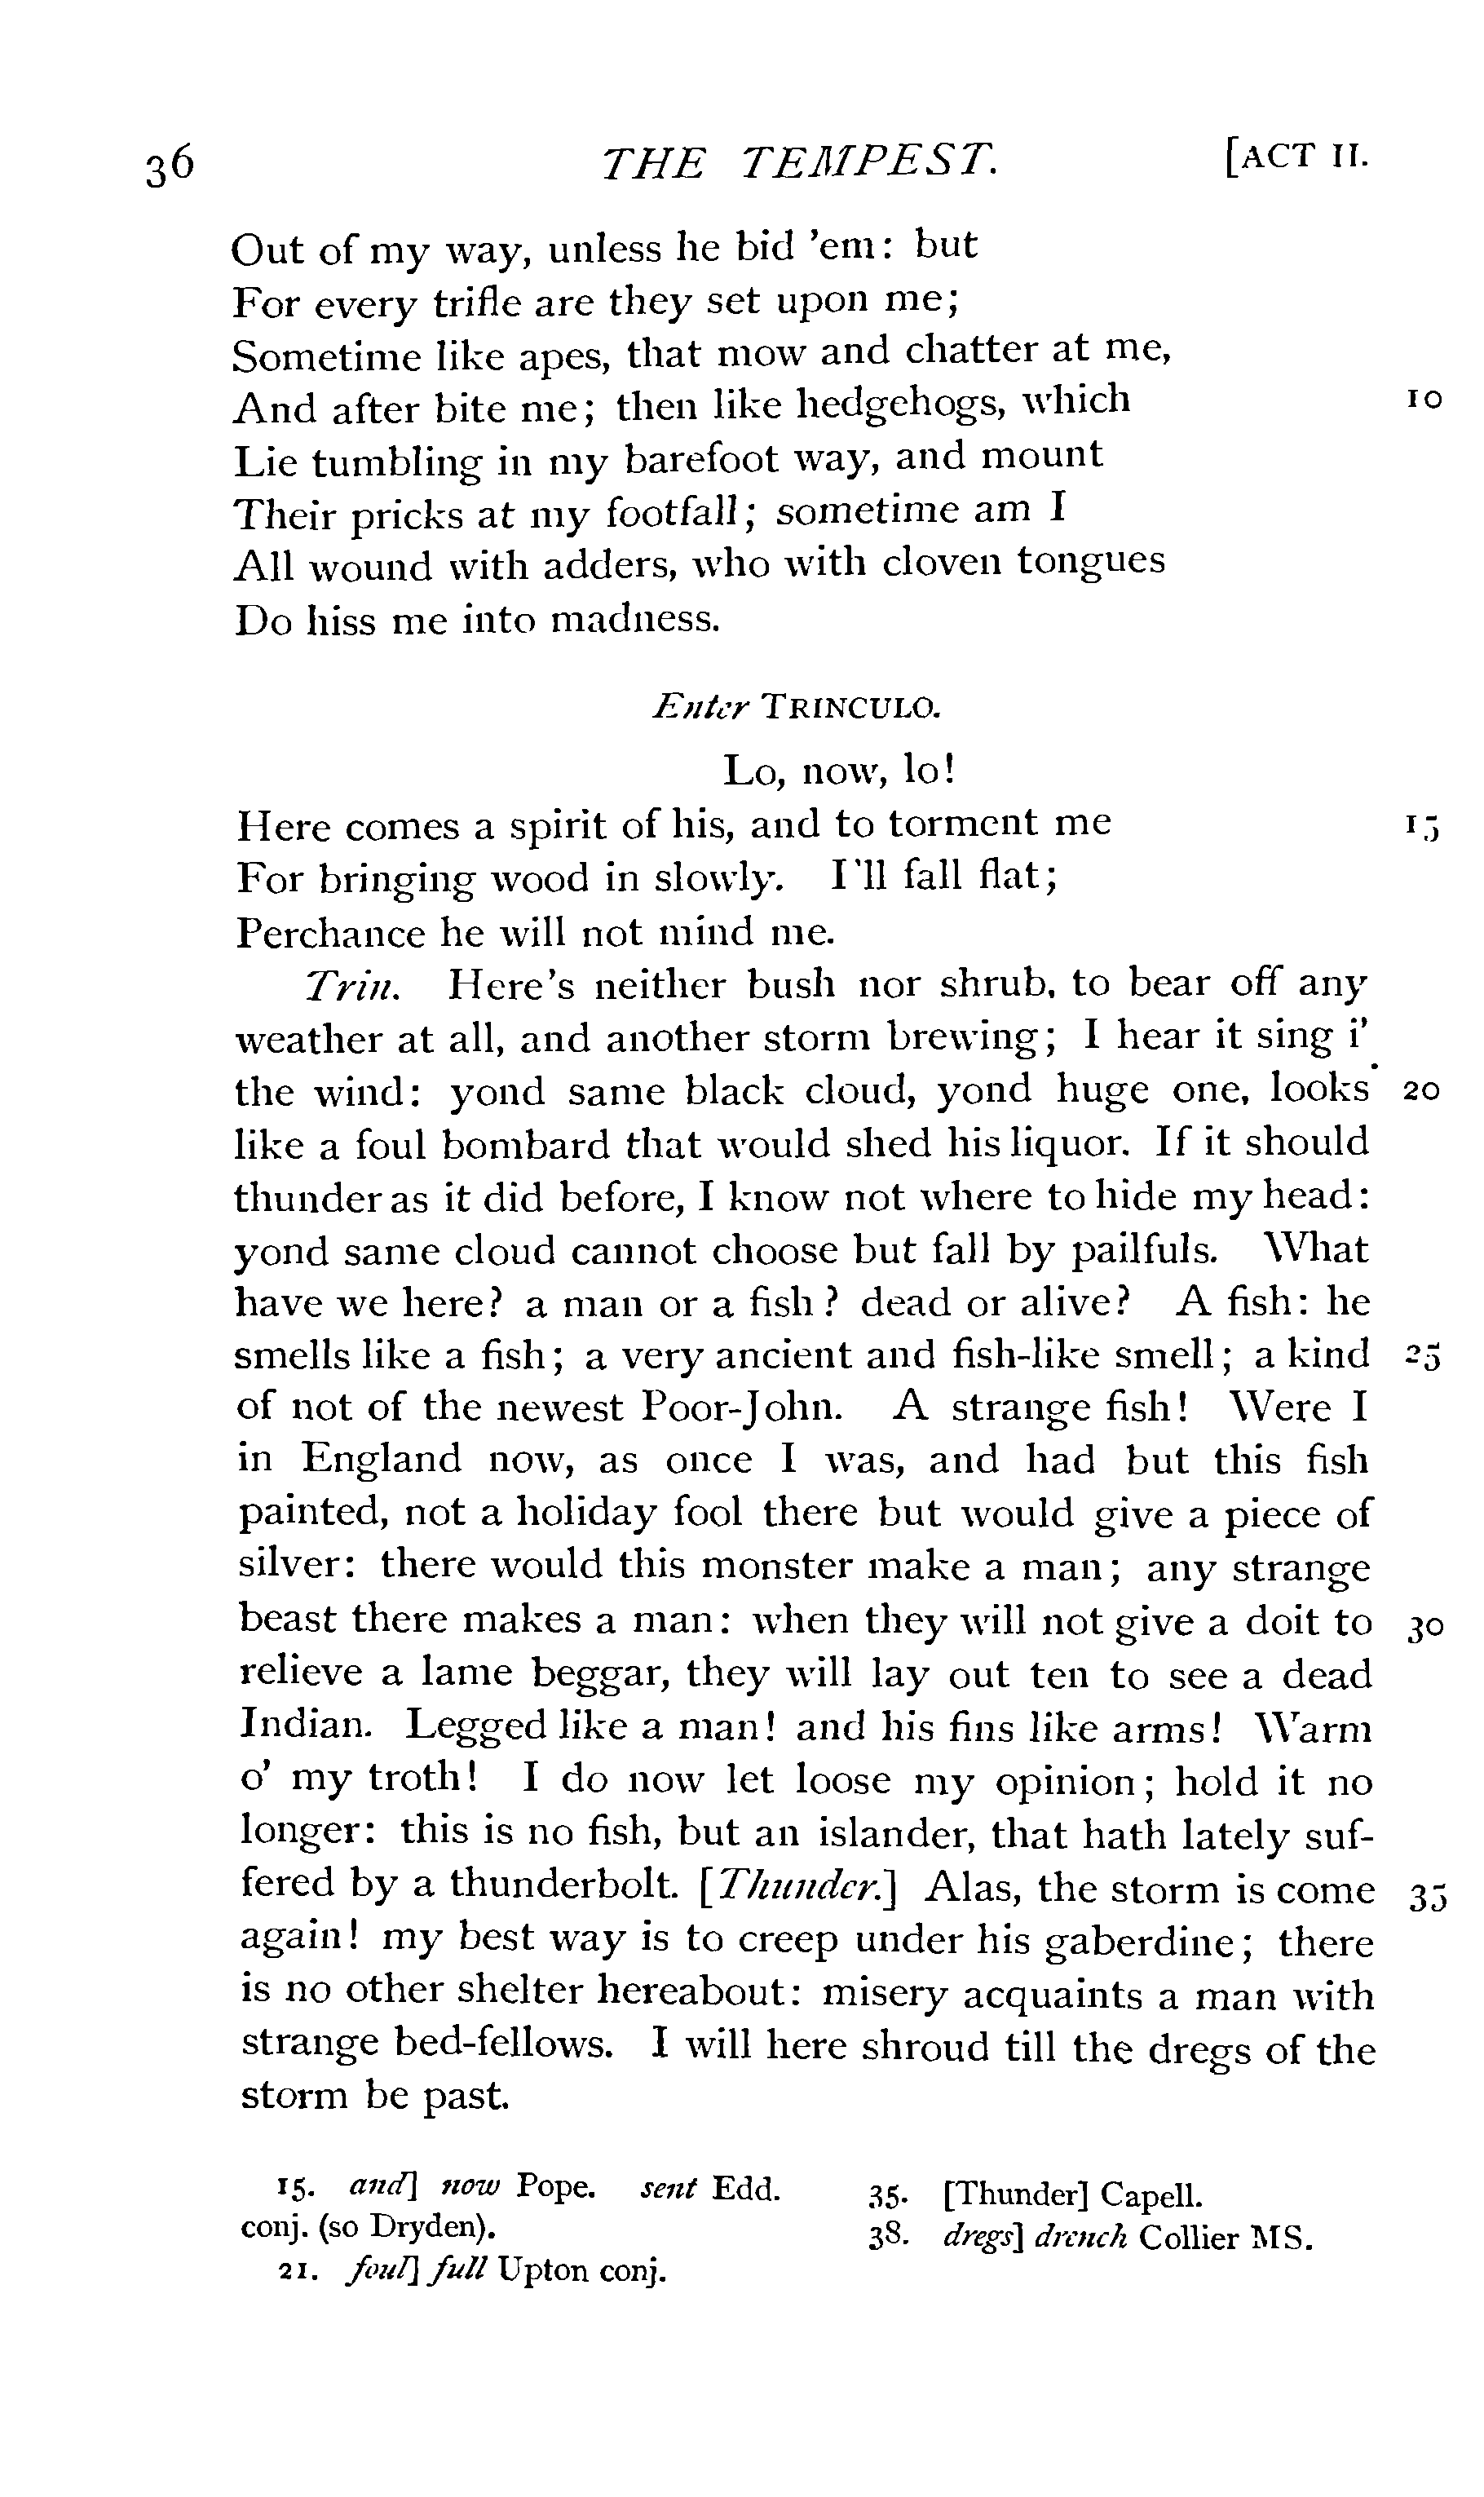 36 THE TEMPEST. [ACT II.
Out of my way, unless he bid 'em: but
For every trifle are they set upon me;
Sometime like apes, that mow and chatter at me,
And after bite me; then like hedgehogs, which 10
Lie tumbling in my barefoot way, and mount
Their pricks at my footfall; sometime am I
All wound with adders, who with cloven tongues
Do hiss me into madness.
Enter TRINCULO.
Lo, now, lo!
Here comes a spirit of his, and to torment me 15
For bringing wood in slowly. I'll fall flat;
Perchance he will not mind me.
Trin. Here's neither bush nor shrub, to bear off any
weather at all, and another storm brewing; I hear it sing i'
the wind: yond same black cloud, yond huge one, looks 20
like a foul bombard that would shed his liquor. If it should
thunder as it did before, I know not where to hide my head:
yond same cloud cannot choose but fall by pailfuls. What
have we here? a man or a fish? dead or alive? A fish: he
smells like a fish; a very ancient and fish-like smell; a kind 25
of not of the newest Poor-John. A strange fish! Were I
in England now, as once I was, and had but this fish
painted, not a holiday fool there but would give a piece of
silver: there would this monster make a man; any strange
beast there makes a man: when they will not give a doit to 30
relieve a lame beggar, they will lay out ten to see a dead
Indian. Legged like a man! and his fins like arms! Warm
o' my troth! I do now let loose my opinion; hold it no
longer: this is no fish, but an islander, that hath lately suf-
fered by a thunderbolt. [Thunder.] Alas, the storm is come 35
again! my best way is to creep under his gaberdine; there
is no other shelter hereabout: misery acquaints a man with
strange bed-fellows. I will here shroud till the dregs of the
storm be past.
15. and] now Pope. sent Edd.
conj. (so Dryden).
21. foul] full Upton conj.
35. [Thunder] Capell.
38. dregs] drench Collier MS.